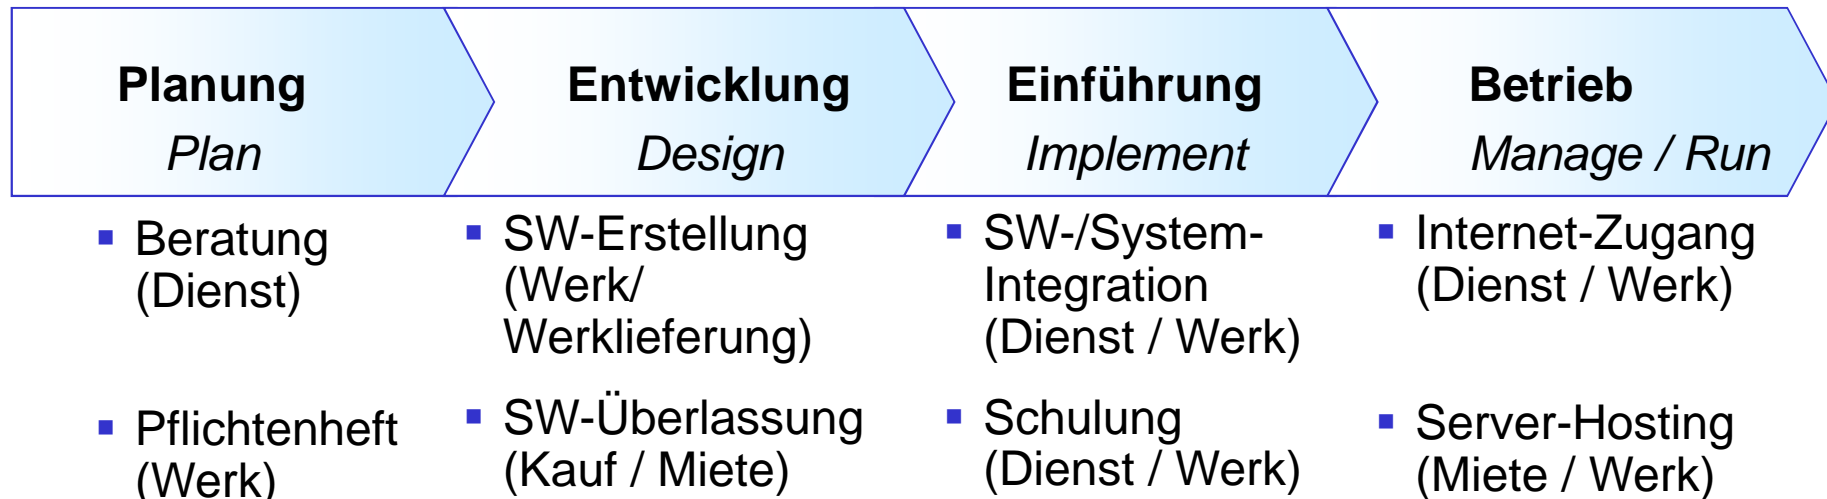 Planung
Plan
Entwicklung
Design
Einführung
Implement
Betrieb
Manage / Run
Beratung
(Dienst)
Pflichtenheft
(Werk)
SW-Erstellung
(Werk/
Werklieferung)
SW-Überlassung
(Kauf / Miete)
SW-/System-
Integration
(Dienst / Werk)
Schulung
(Dienst / Werk)
Internet-Zugang
(Dienst / Werk)
Server-Hosting
(Miete / Werk)